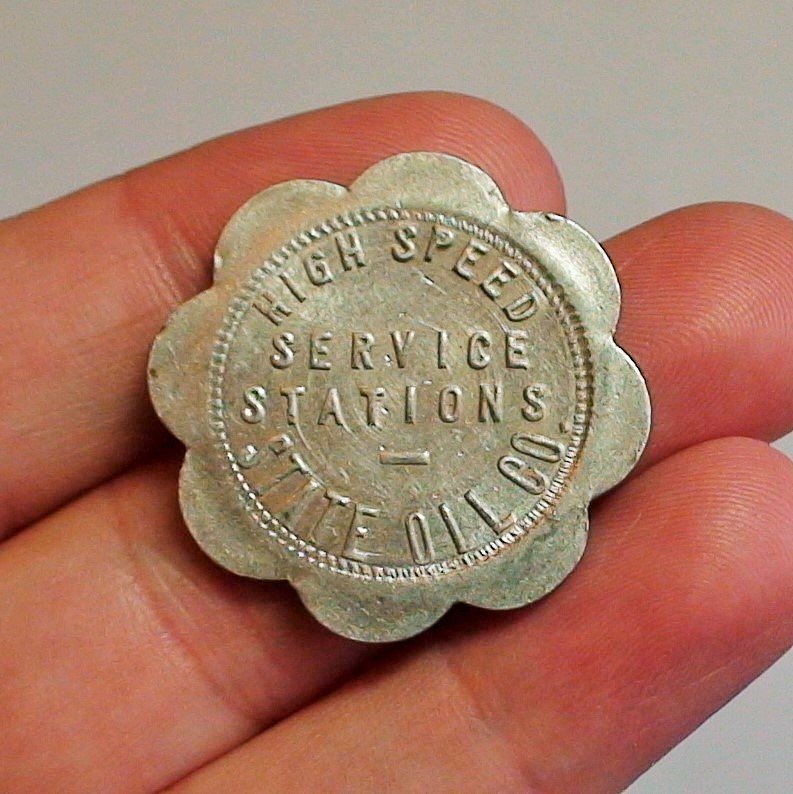 HIGH SPEED
SERVICE
STATIONS
—
STATE OIL CO.